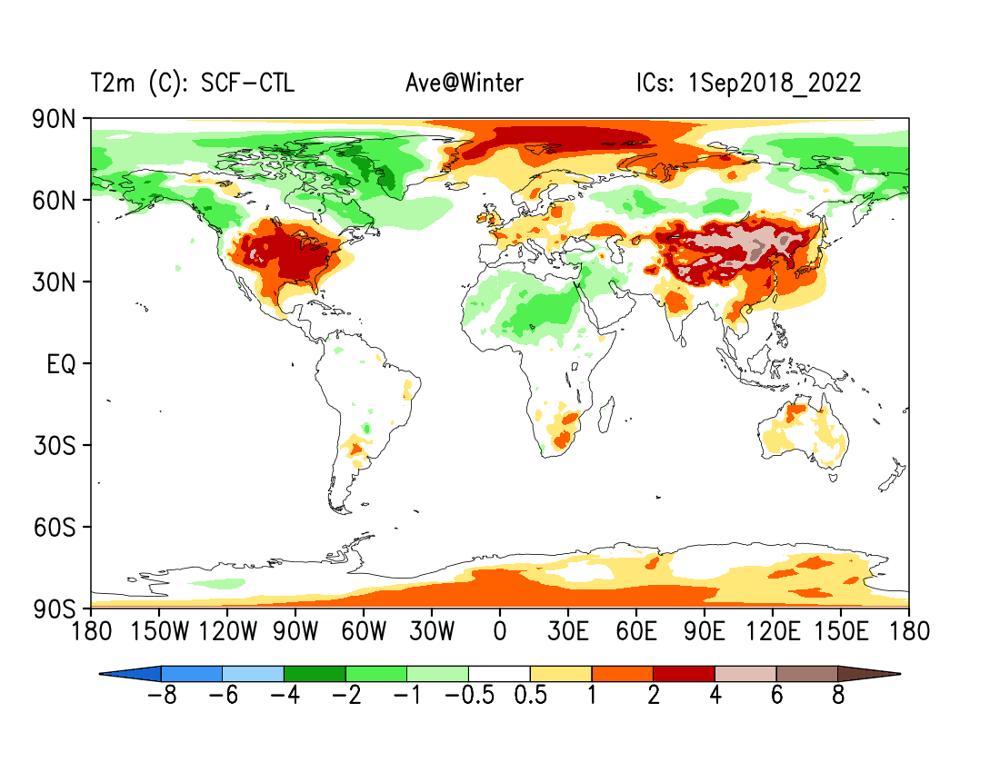 T2m (C): SCF-CTL Ave@Winter ICs: 1Sep2018_2022
90N
60N
30N
EQ
30S
60S
90S
180 150W 120W 90W 60W 30W 0 30E 60E 90E 120E 150E 180
-8 -6 -4 -2 -1 -0.5 0.5 1 2 4 6 8